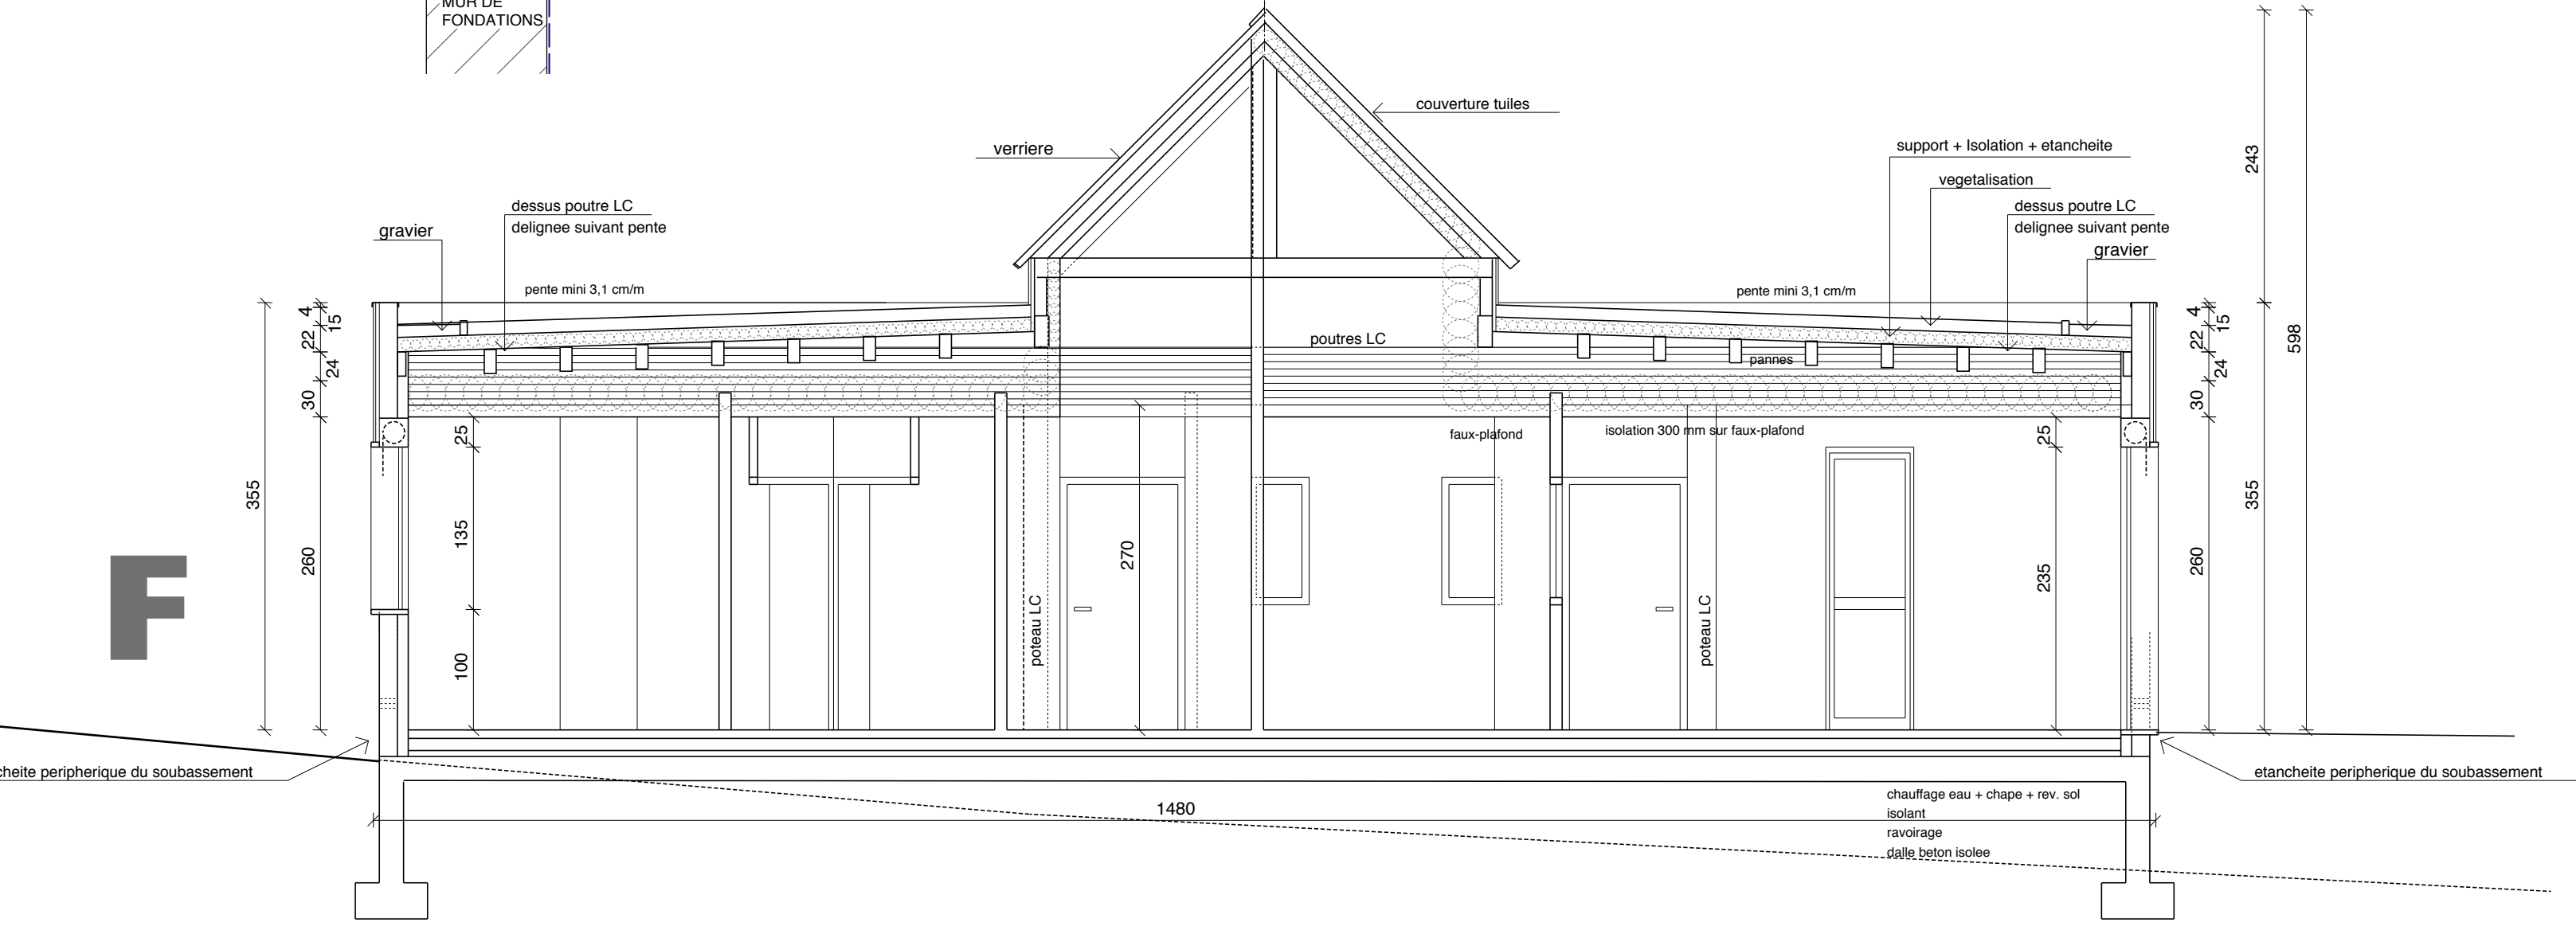 MUR DE
FONDATIONS
couverture tuiles
verriere
support + Isolation + etancheite
vegetalisation
dessus poutre LC
delignee suivant pente
gravier
dessus poutre LC
delignee suivant pente
gravier
pente mini 3,1 cm/m
pente mini 3,1 cm/m
poutres LC
pannes
faux-plafond
isolation 300 mm sur faux-plafond
4
15
22
24
30
355
260
25
135
100
270
poteau LC
poteau LC
25
235
4
15
22
24
30
260
243
355
598
F
cheite peripherique du soubassement
etancheite peripherique du soubassement
1480
chauffage eau + chape + rev. sol
isolant
ravoirage
dalle beton isolee